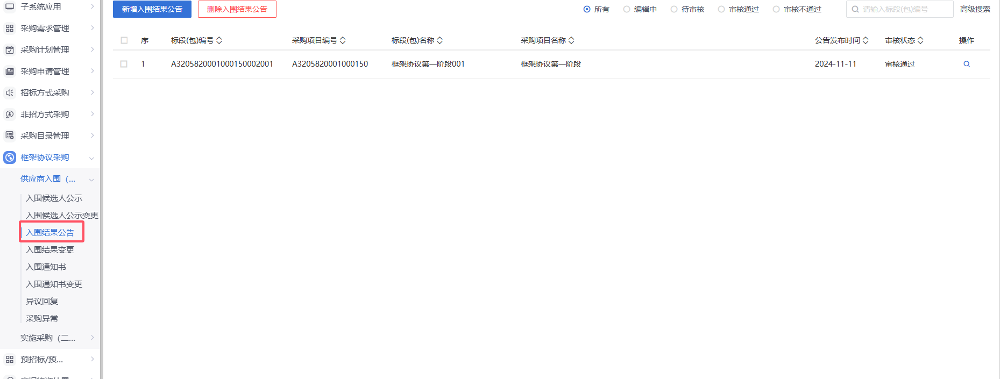 子系统应用
采购需求管理
采购计划管理
采购申请管理
招标方式采购
非招方式采购
采购目录管理
框架协议采购
供应商入围（...
入围候选人公示
入围候选人公示变更
入围结果公告
入围结果变更
入围通知书
入围通知书变更
异议回复
采购异常
实施采购（二...
预招标/预...
新增入围结果公告 删除入围结果公告 所有 编辑中 待审核 审核通过 审核不通过 请输入标段(包)编号 高级搜索
序 标段(包)编号 采购项目编号 标段(包)名称 采购项目名称 公告发布时间 审核状态 操作
1 A3205820001000150002001 A3205820001000150 框架协议第一阶段001 框架协议第一阶段 2024-11-11 审核通过